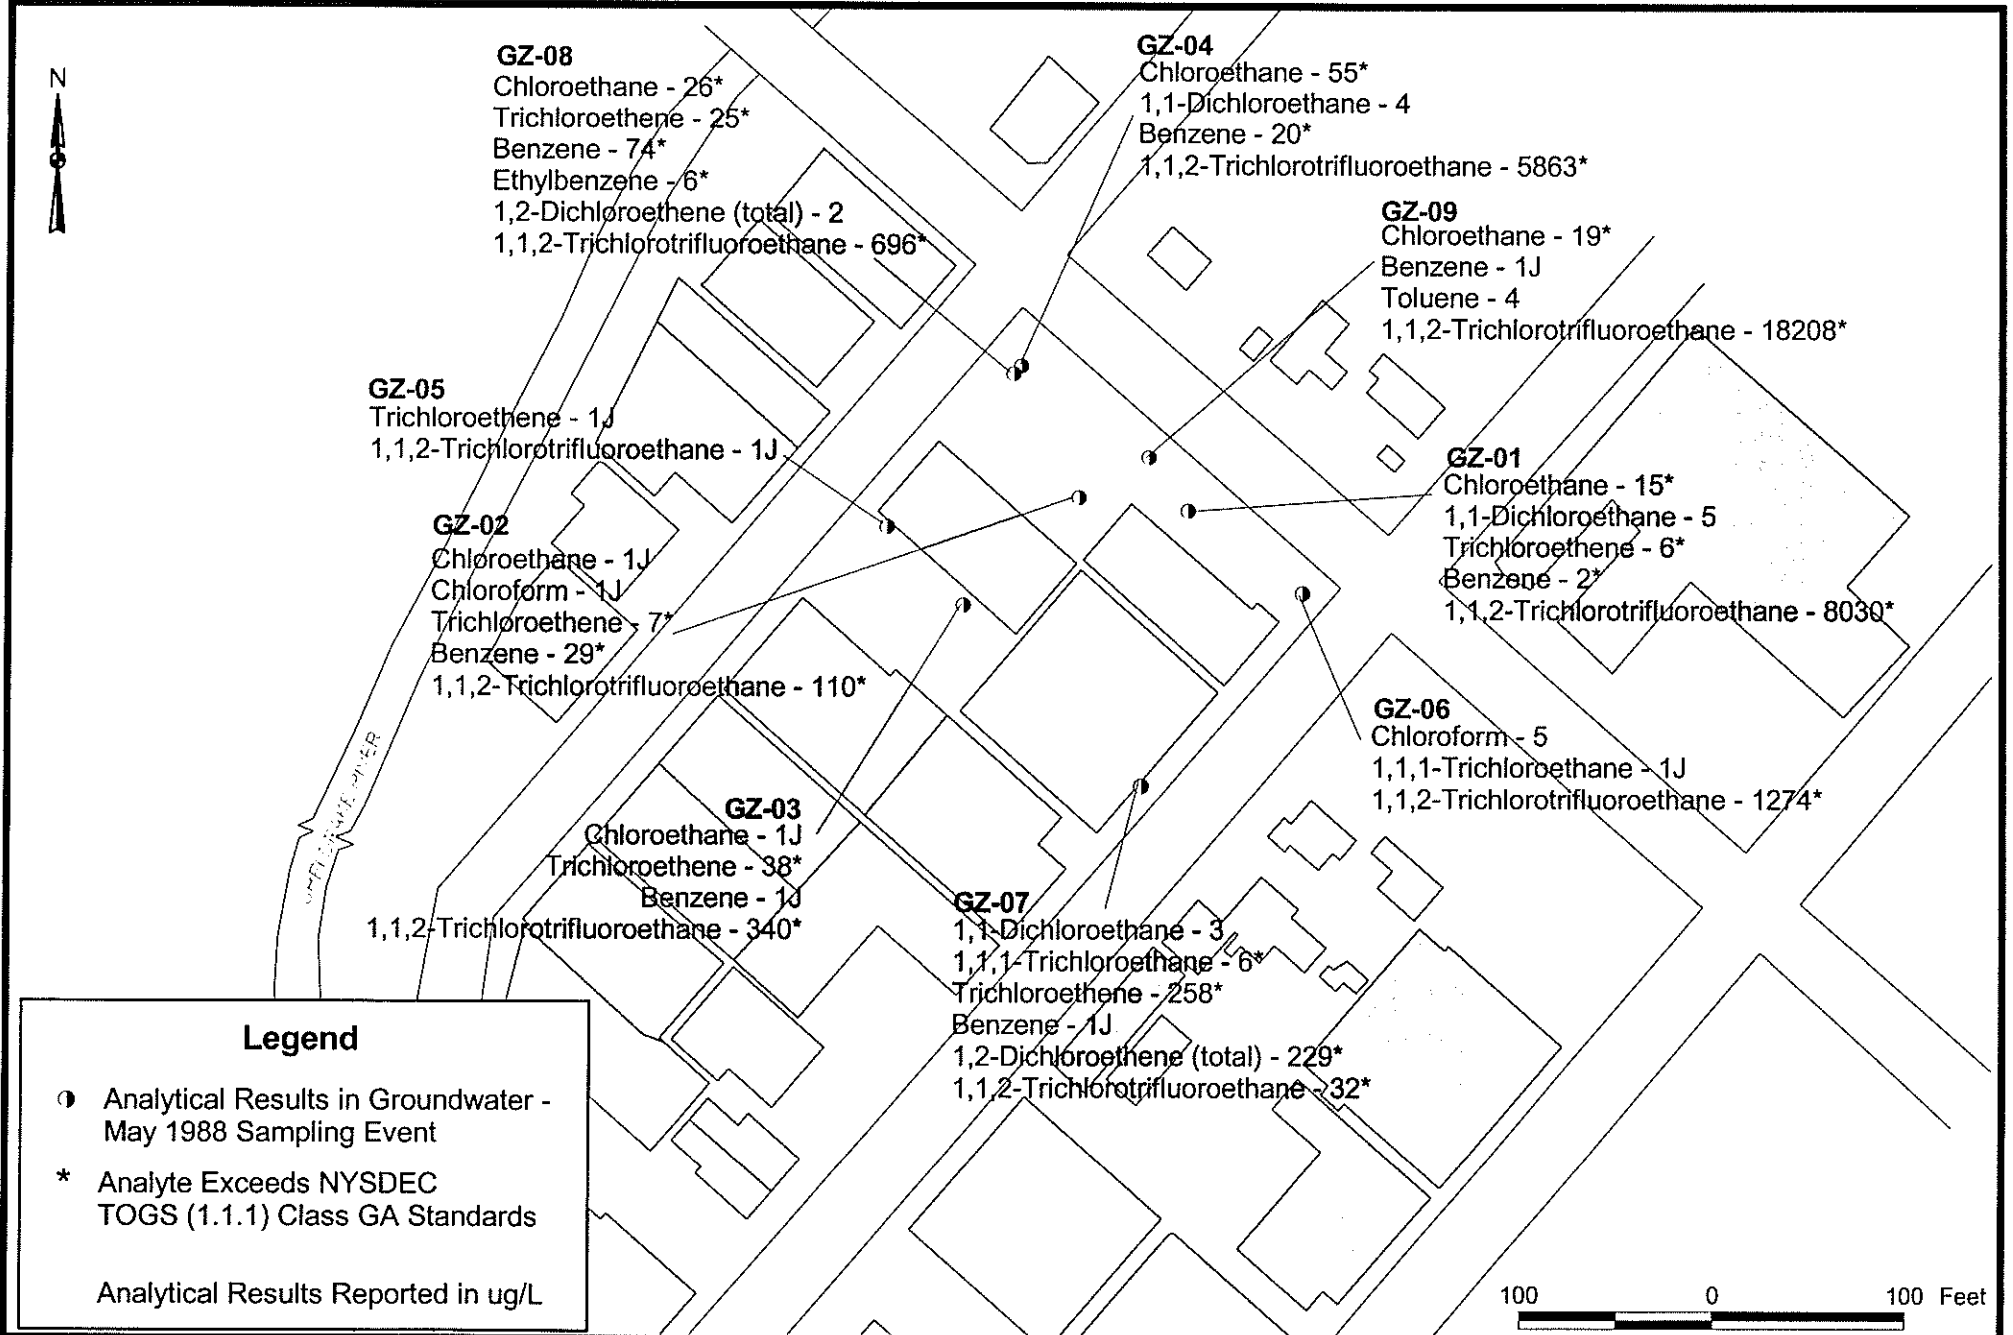 N
GZ-08
Chloroethane - 26*
Trichloroethene - 25*
Benzene - 74*
Ethylbenzene - 6*
1,2-Dichloroethene (total) - 2
1,1,2-Trichlorotrifluoroethane - 696*
GZ-04
Chloroethane - 55*
1,1-Dichloroethane - 4
Benzene - 20*
1,1,2-Trichlorotrifluoroethane - 5863*
GZ-09
Chloroethane - 19*
Benzene - 1J
Toluene - 4
1,1,2-Trichlorotrifluoroethane - 18208*
GZ-05
Trichloroethene - 1J
1,1,2-Trichlorotrifluoroethane - 1J
GZ-01
Chloroethane - 15*
1,1-Dichloroethane - 5
Trichloroethene - 6*
Benzene - 2*
1,1,2-Trichlorotrifluoroethane - 8030*
GZ-02
Chloroethane - 1J
Chloroform - 1J
Trichloroethene - 7*
Benzene - 29*
1,1,2-Trichlorotrifluoroethane - 110*
GZ-06
Chloroform - 5
1,1,1-Trichloroethane - 1J
1,1,2-Trichlorotrifluoroethane - 1274*
GZ-03
Chloroethane - 1J
Trichloroethene - 38*
Benzene - 1J
1,1,2-Trichlorotrifluoroethane - 340*
GZ-07
1,1-Dichloroethane - 3
1,1,1-Trichloroethane - 6*
Trichloroethene - 258*
Benzene - 1J
1,2-Dichloroethene (total) - 229*
1,1,2-Trichlorotrifluoroethane - 32*
RIVER
Legend
Analytical Results in Groundwater -
May 1988 Sampling Event
* Analyte Exceeds NYSDEC
TOGS (1.1.1) Class GA Standards
Analytical Results Reported in ug/L
100 0 100 Feet